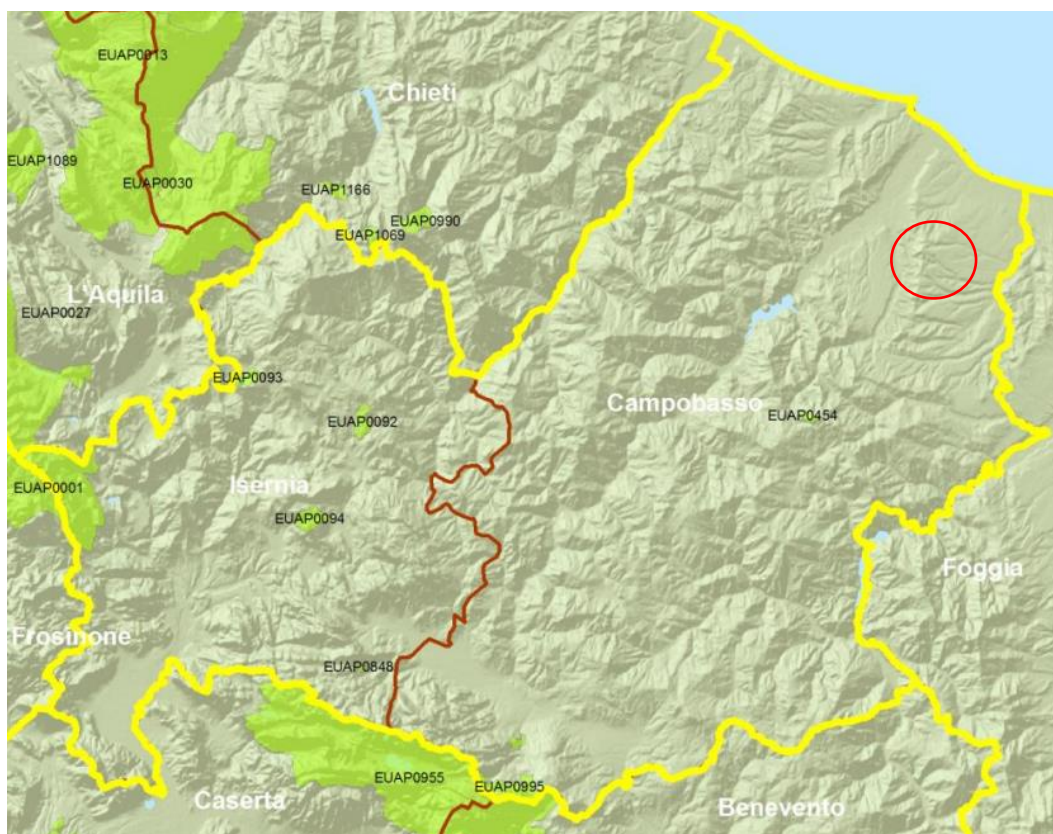 EUAP0013
Chieti
EUAP1089
EUAP0030
EUAP1166
EUAP0990
EUAP1069
L'Aquila
EUAP0027
EUAP0093
Campobasso
EUAP0454
EUAP0092
Isernia
EUAP0001
EUAP0094
Foggia
Frosinone
EUAP0848
EUAP0955
EUAP0995
Caserta
Benevento